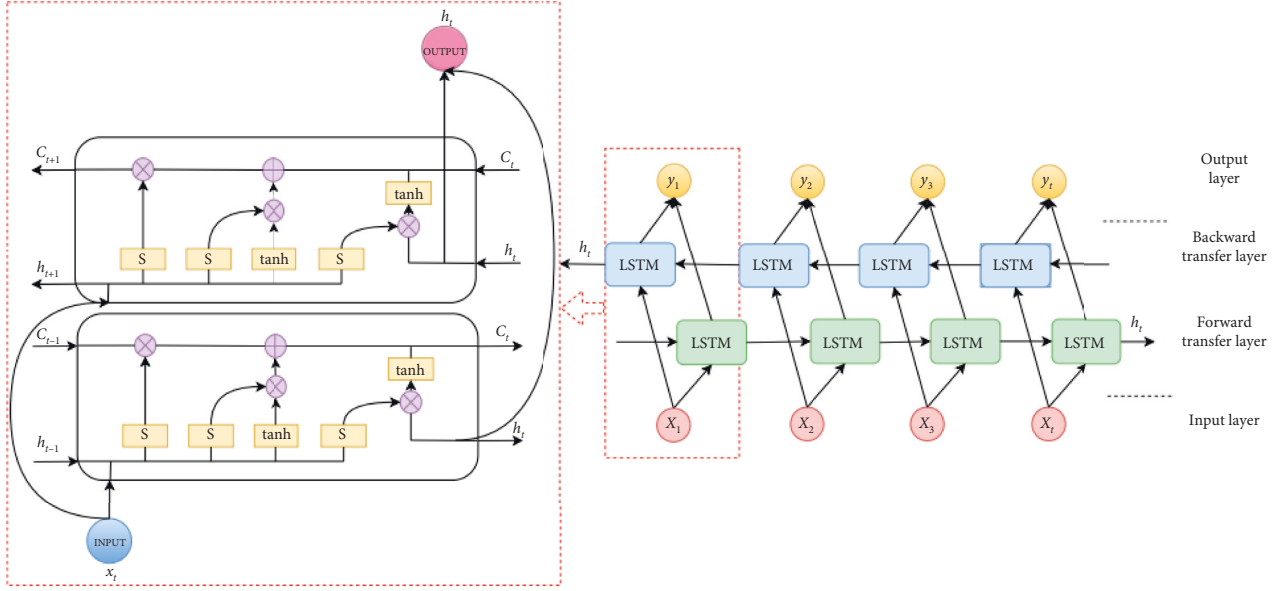 h_t
OUTPUT
C_{t+1}
C_t
tanh
S
S
tanh
S
h_{t+1}
h_t
C_{t-1}
C_t
tanh
S
S
tanh
S
h_{t-1}
h_t
INPUT
x_t
y_1
y_2
y_3
y_t
Output
layer
h_t
LSTM
LSTM
LSTM
LSTM
Backward
transfer layer
LSTM
LSTM
LSTM
LSTM
h_t
Forward
transfer layer
X_1
X_2
X_3
X_t
Input layer